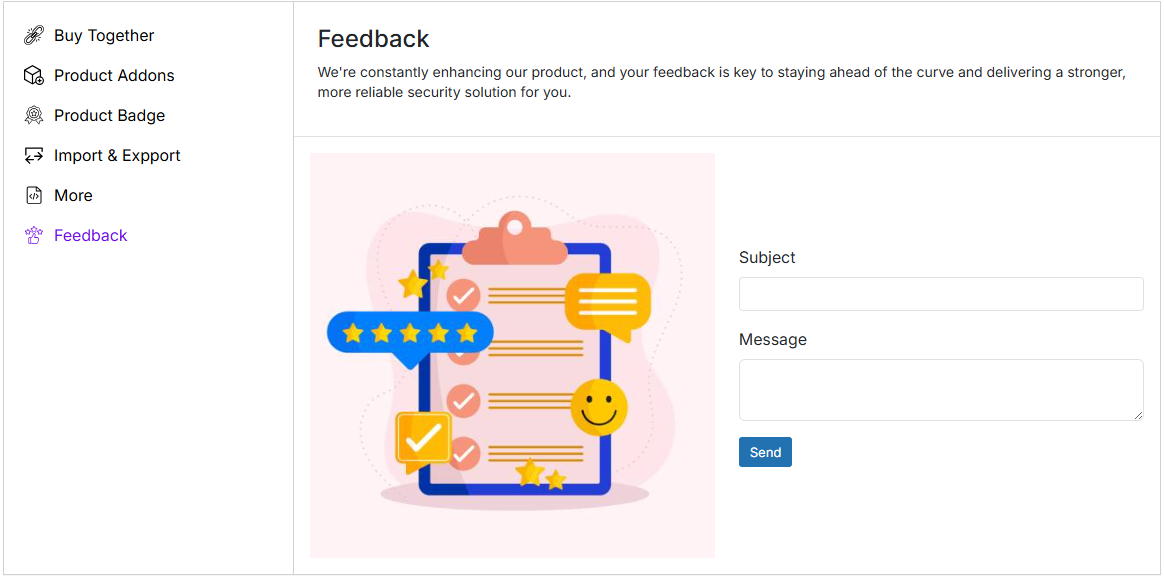 Buy Together
Product Addons
Product Badge
Import & Expport
More
Feedback
Feedback
We're constantly enhancing our product, and your feedback is key to staying ahead of the curve and delivering a stronger,
more reliable security solution for you.
Subject
Message
Send